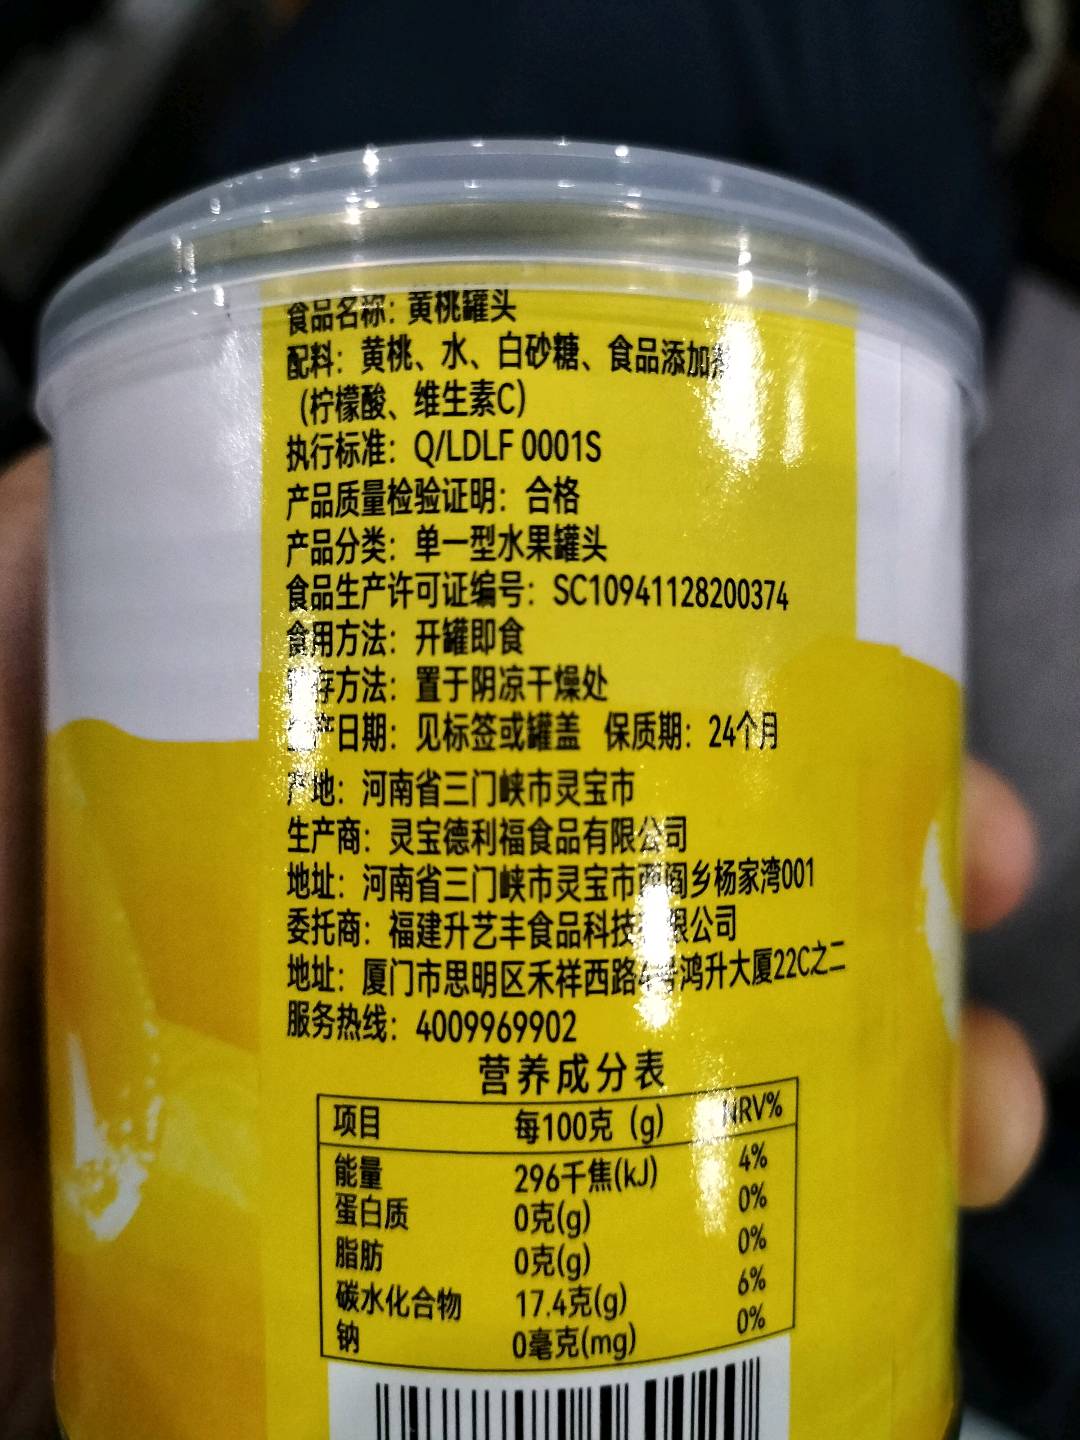 食品名称：黄桃罐头
配料：黄桃、水、白砂糖、食品添加
（柠檬酸、维生素C）
执行标准：Q/LDLF 0001S
产品质量检验证明：合格
产品分类：单一型水果罐头
食品生产许可证编号：SC10941128200374
食用方法：开罐即食
存方法：置于阴凉干燥处
产日期：见标签或罐盖 保质期：24个月
产地：河南省三门峡市灵宝市
生产商：灵宝德利福食品有限公司
地址：河南省三门峡市灵宝市西阎乡杨家湾001
委托商：福建升艺丰食品科技 限公司
地址：厦门市思明区禾祥西路 号鸿升大厦22C之二
服务热线：4009969902
营养成分表
项目 每100克（g） NRV%
能量 296千焦(kJ) 4%
蛋白质 0克(g) 0%
脂肪 0克(g) 0%
碳水化合物 17.4克(g) 6%
钠 0毫克(mg) 0%